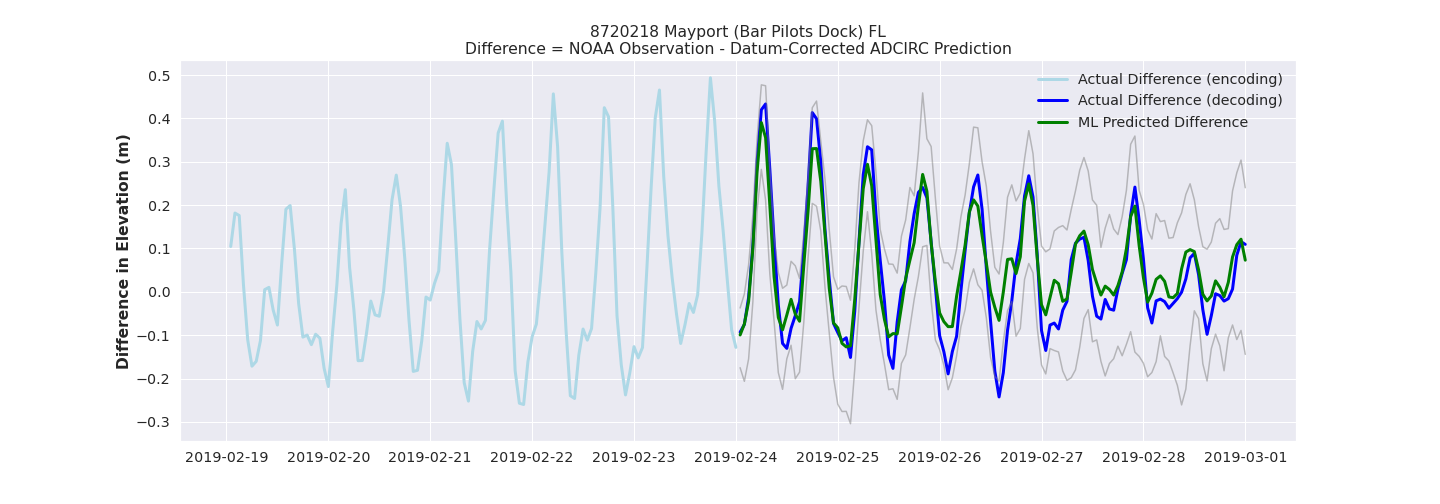 8720218 Mayport (Bar Pilots Dock) FL
Difference = NOAA Observation - Datum-Corrected ADCIRC Prediction
Difference in Elevation (m)
0.5
0.4
0.3
0.2
0.1
0.0
−0.1
−0.2
−0.3
Actual Difference (encoding)
Actual Difference (decoding)
ML Predicted Difference
2019-02-19 2019-02-20 2019-02-21 2019-02-22 2019-02-23 2019-02-24 2019-02-25 2019-02-26 2019-02-27 2019-02-28 2019-03-01